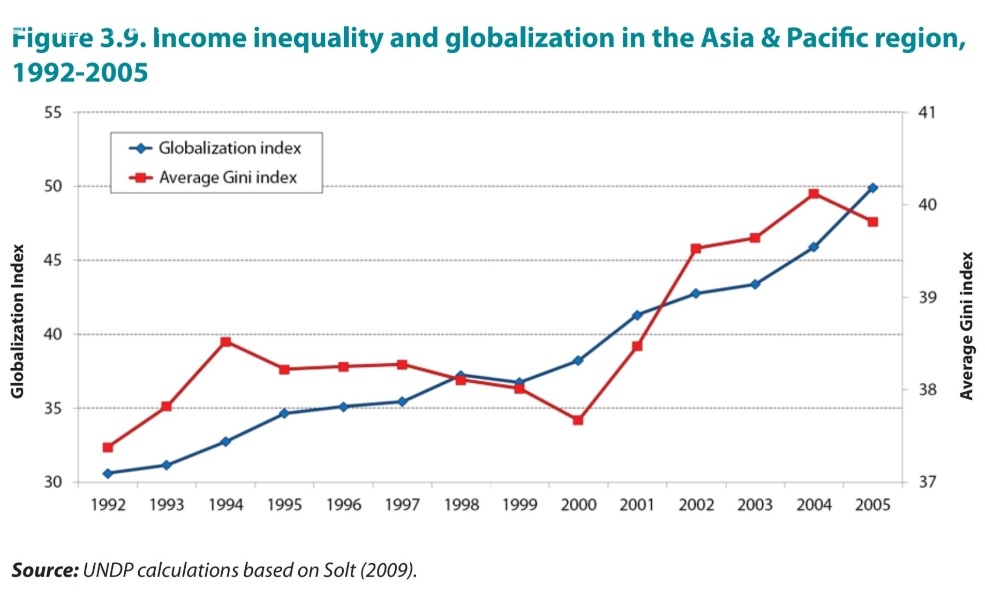 Figure 3.9. Income inequality and globalization in the Asia & Pacific region,
1992-2005
55
50
45
40
35
30
Globalization Index
Globalization index
Average Gini index
41
40
39
38
37
Average Gini index
1992 1993 1994 1995 1996 1997 1998 1999 2000 2001 2002 2003 2004 2005
Source: UNDP calculations based on Solt (2009).